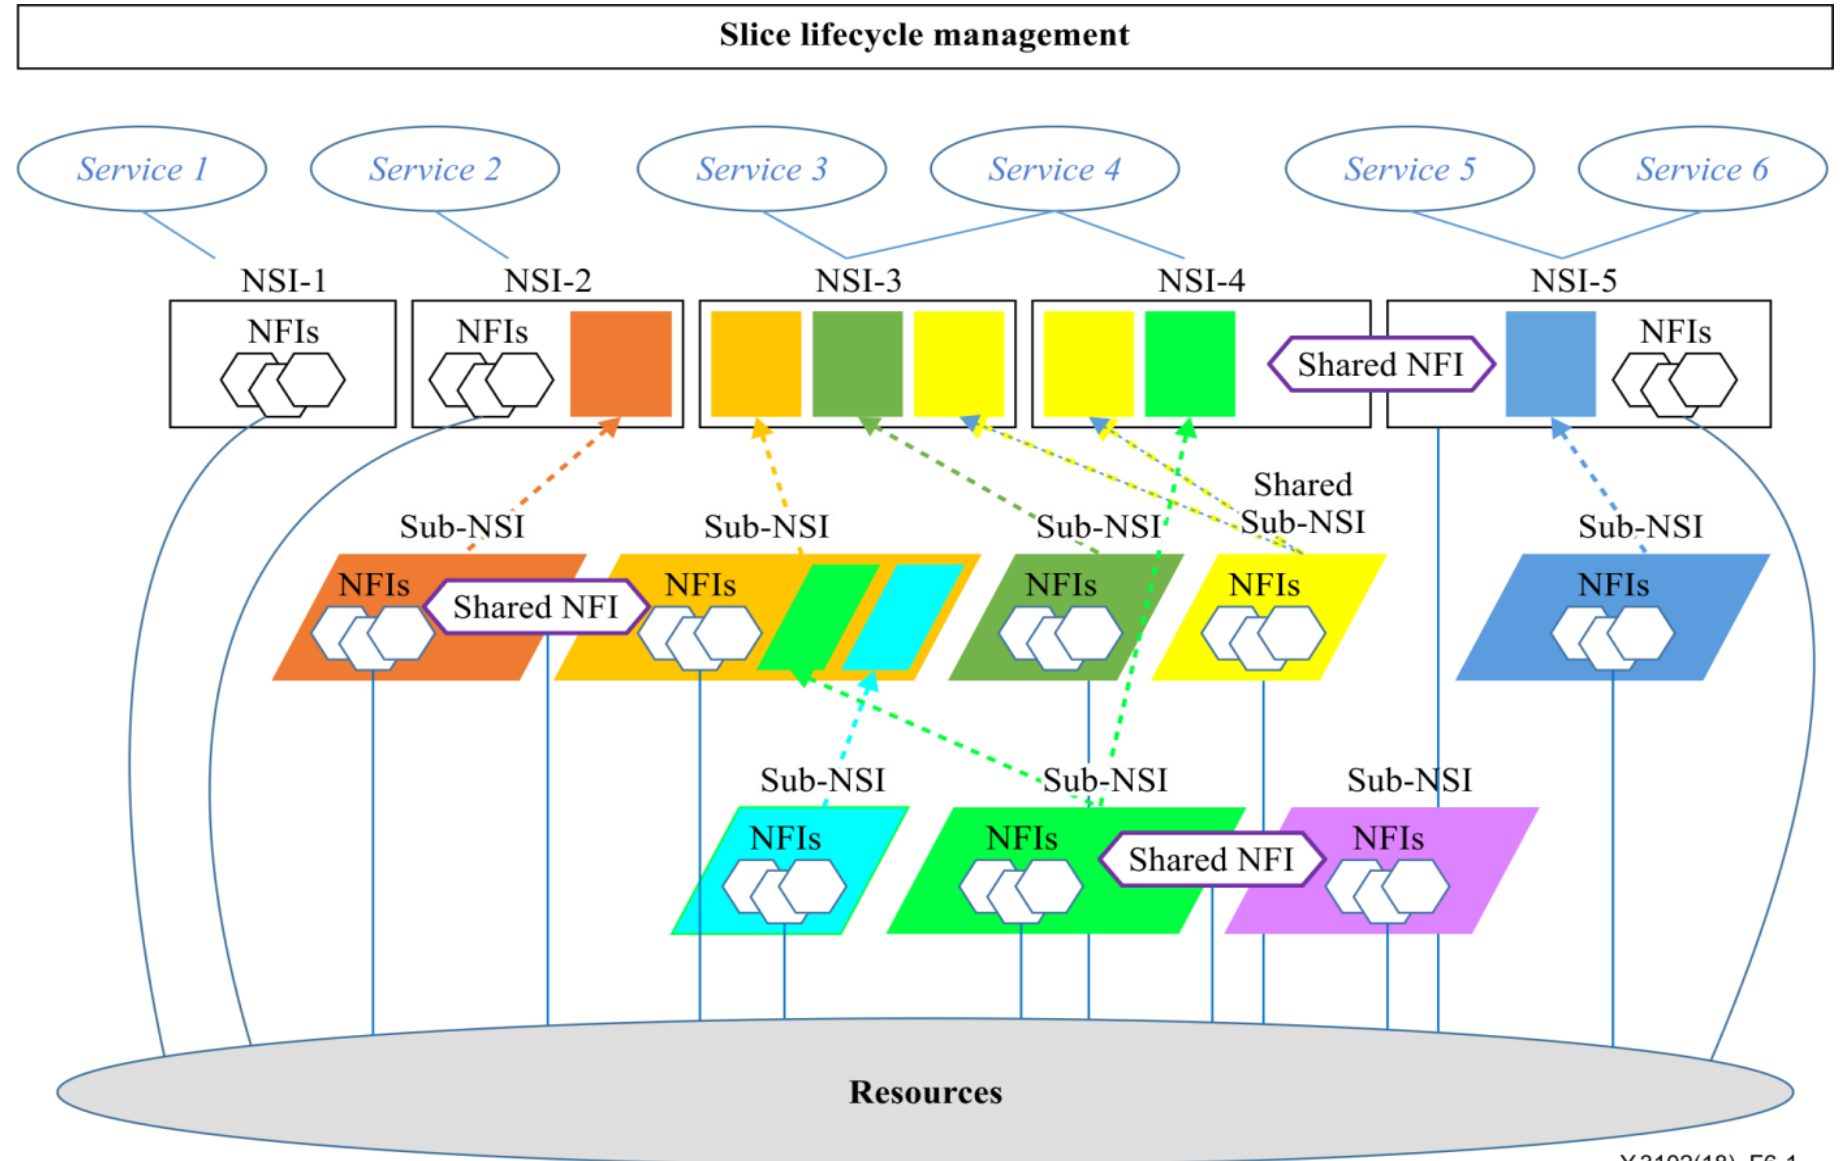 Slice lifecycle management
Service 1
Service 2
Service 3
Service 4
Service 5
Service 6
NSI-1
NSI-2
NSI-3
NSI-4
NSI-5
NFIs
NFIs
Shared NFI
NFIs
Shared
Sub-NSI
Sub-NSI
Sub-NSI
Sub-NSI
Sub-NSI
NFIs
Shared NFI
NFIs
NFIs
NFIs
NFIs
Sub-NSI
Sub-NSI
Sub-NSI
NFIs
NFIs
Shared NFI
NFIs
Resources